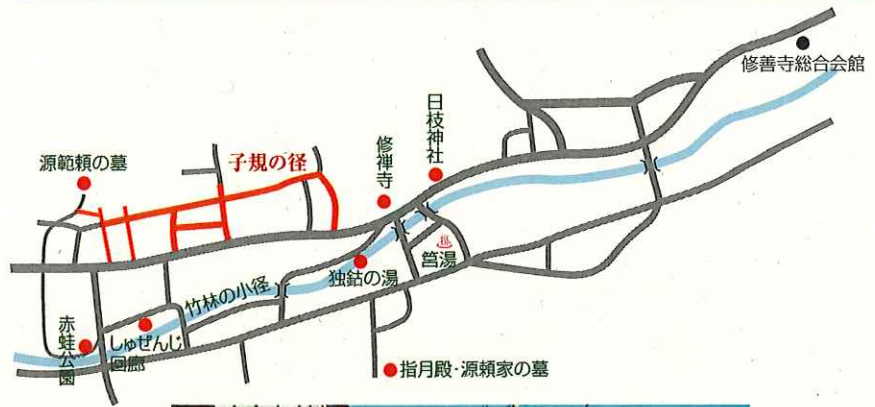 修善寺総合会館
日枝神社
修禅寺
子規の径
源範頼の墓
筥湯
独鈷の湯
竹林の小径
しゅぜんじ
回廊
赤蛙公園
指月殿・源頼家の墓